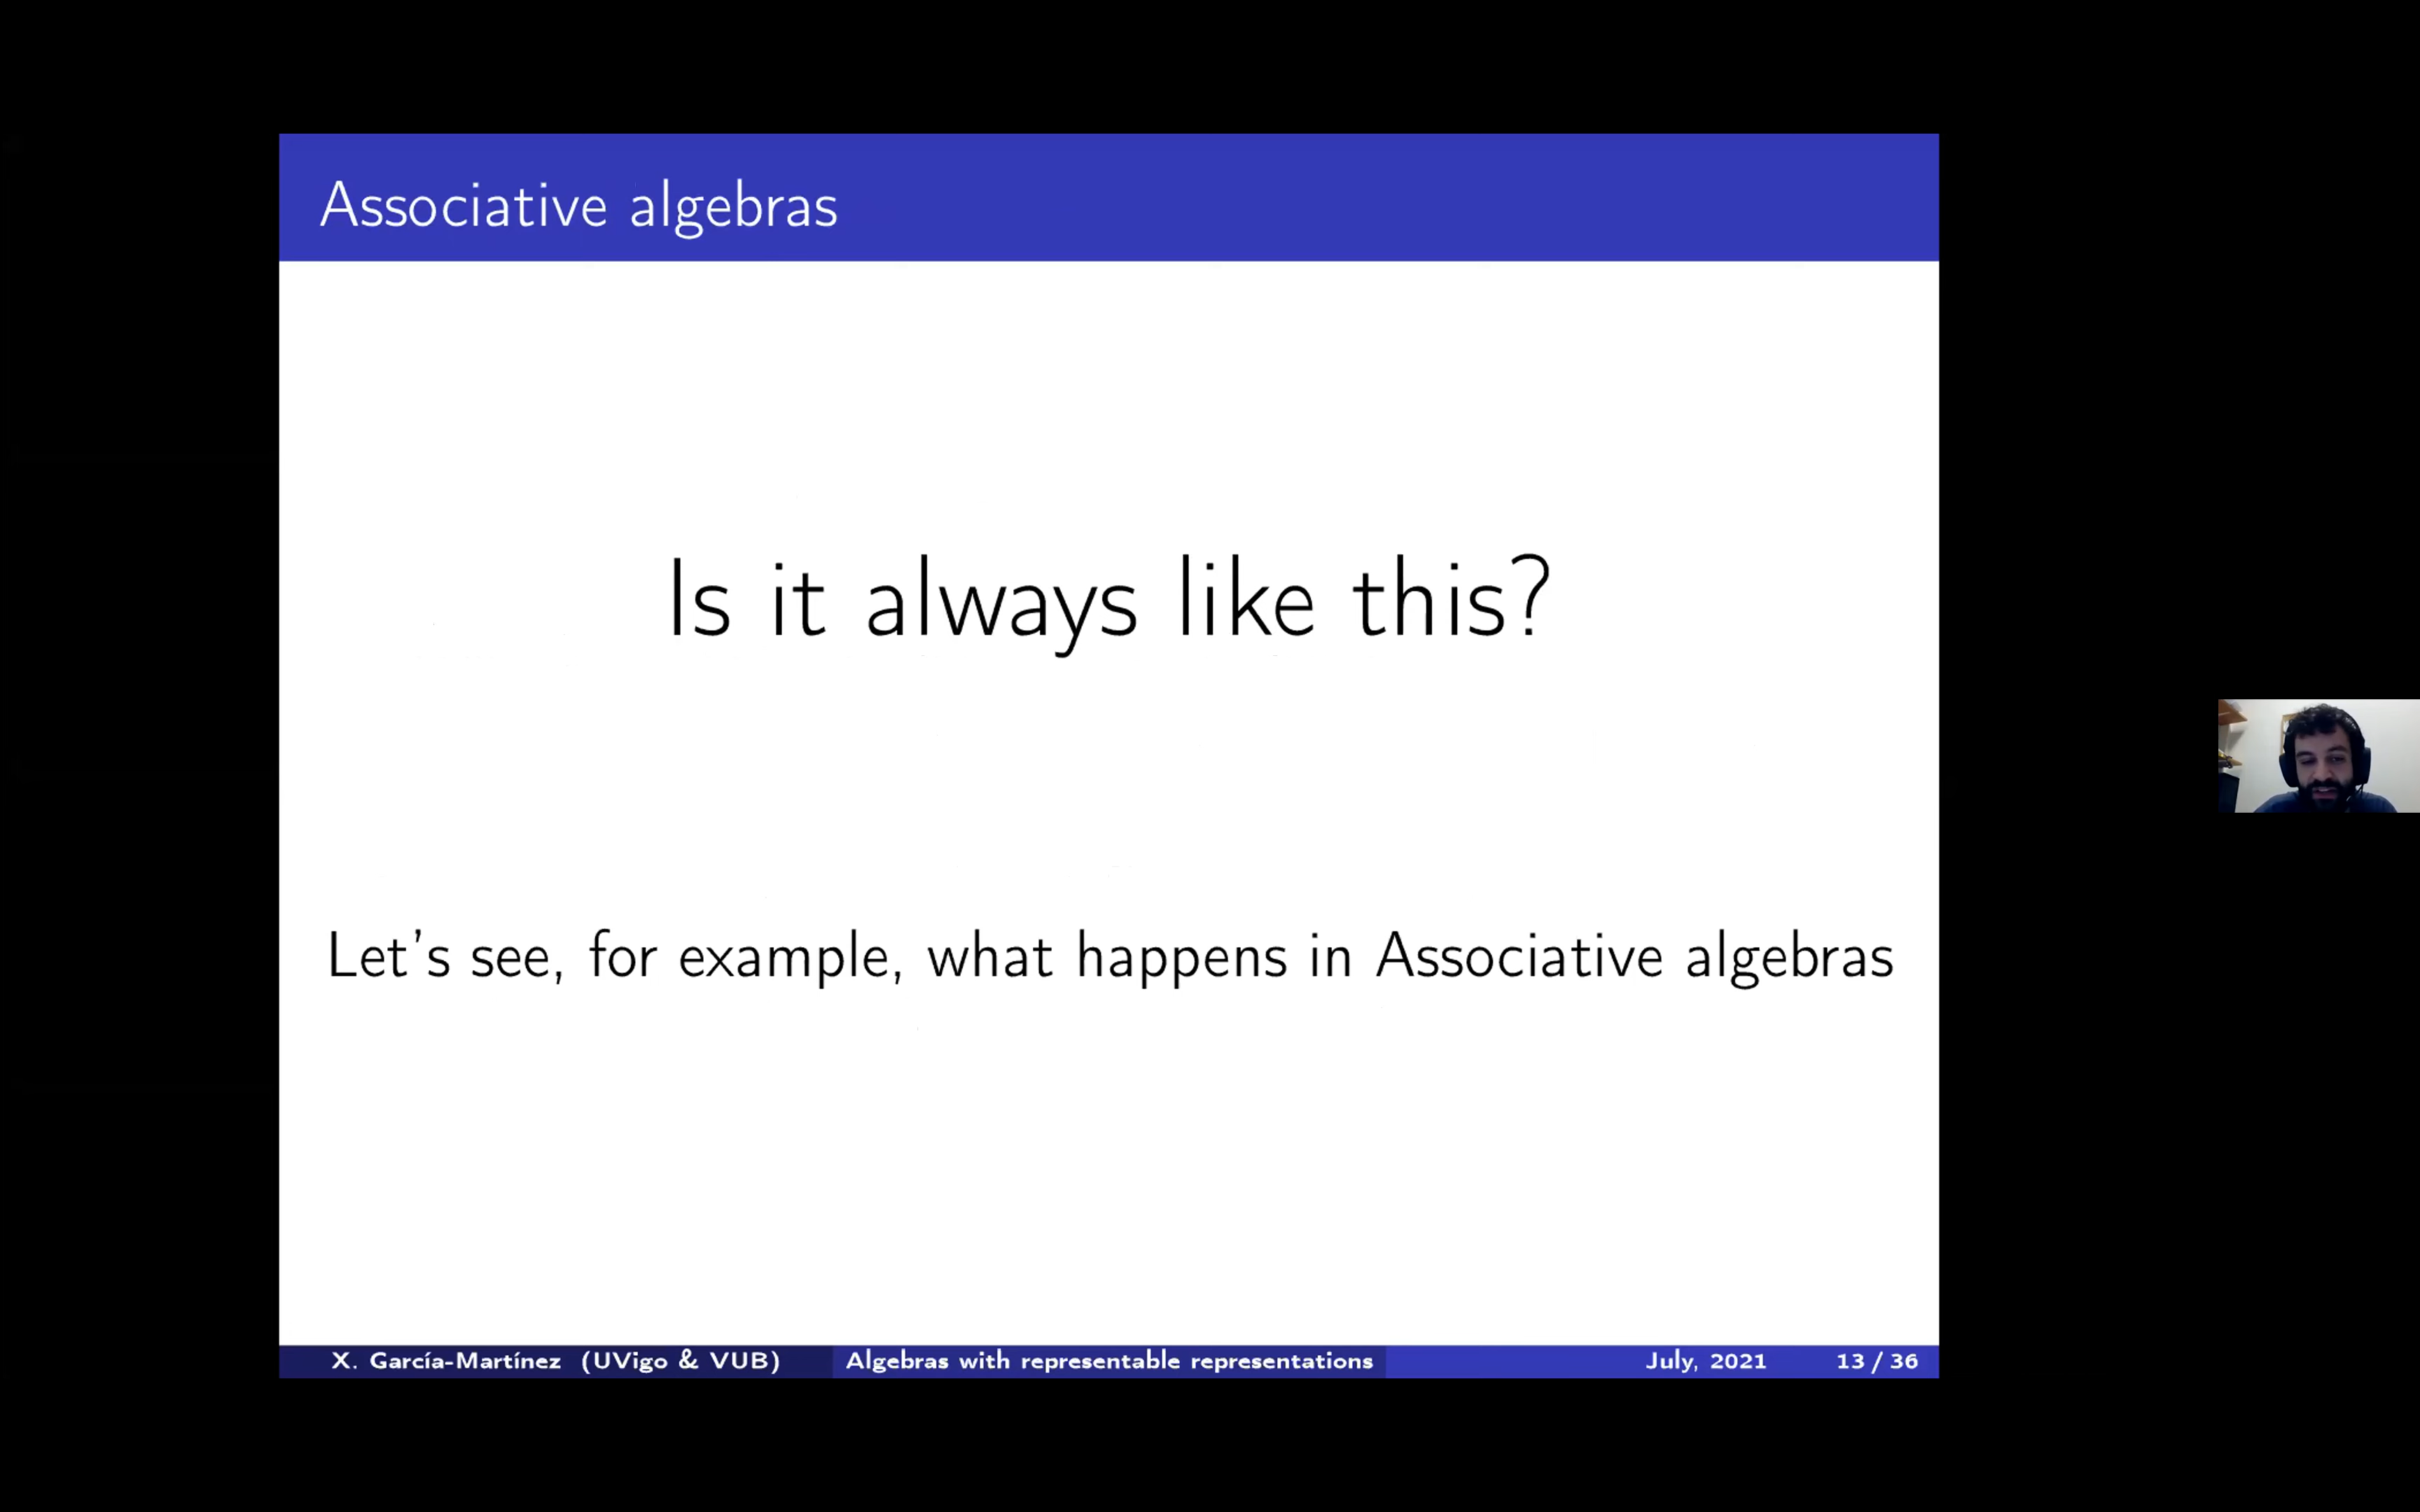 Associative algebras
Is it always like this?
Let's see, for example, what happens in Associative algebras
X. García-Martínez (UVigo & VUB) Algebras with representable representations July, 2021 13 / 36